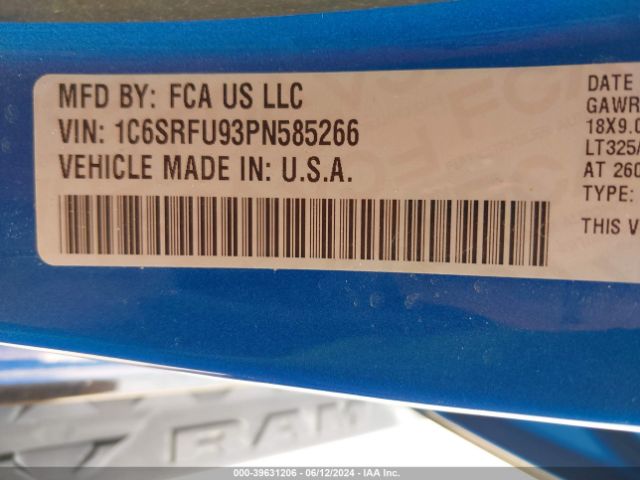 MFD BY: FCA US LLC
VIN: 1C6SRFU93PN585266
VEHICLE MADE IN: U.S.A.
DATE
GAWR
18X9.0
LT325/
AT 260
TYPE:
THIS V
RAM
000-39631206 - 06/12/2024 - IAA Inc.